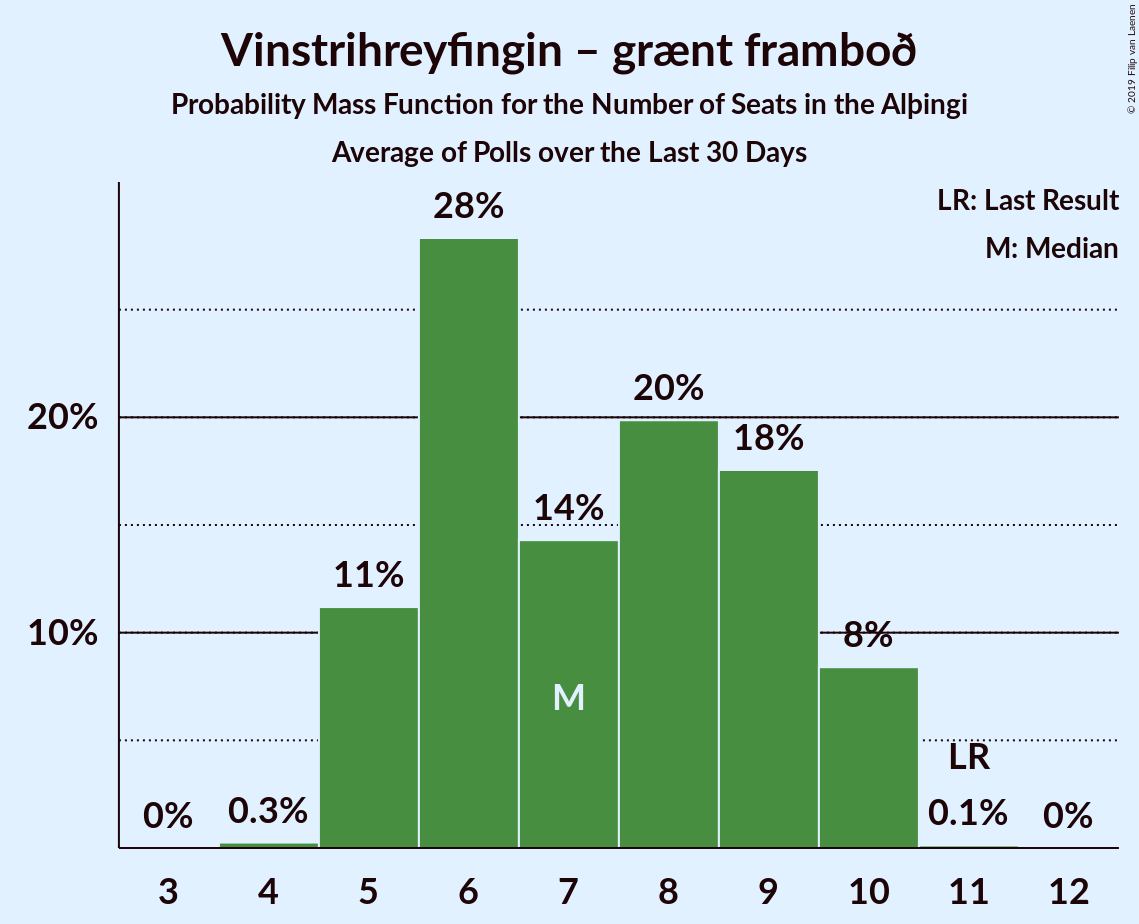 Vinstrihreyfingin – grænt framboð
Probability Mass Function for the Number of Seats in the Alþingi
Average of Polls over the Last 30 Days
© 2019 Filip van Laenen
LR: Last Result
M: Median
28%
20%
20%
18%
14%
11%
10%
8%
M
LR
0%
0.3%
0.1%
0%
3 4 5 6 7 8 9 10 11 12